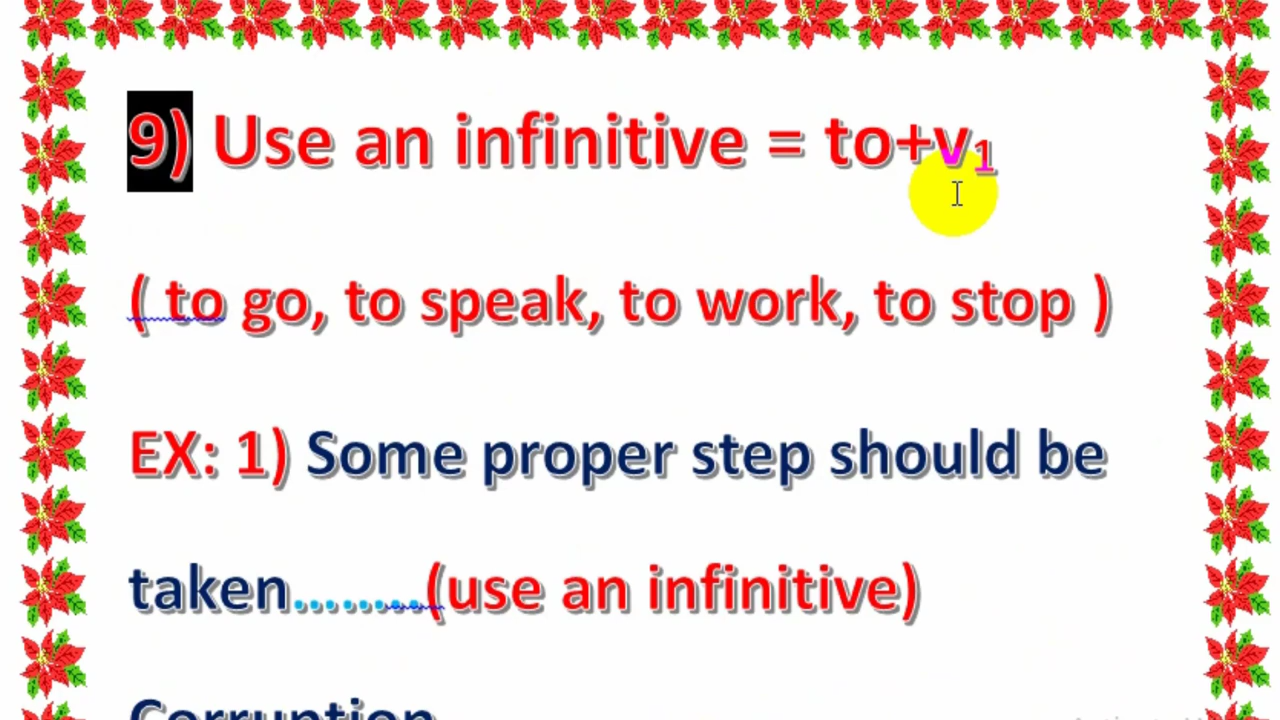 9) Use an infinitive = to+v₁
( to go, to speak, to work, to stop )
EX: 1) Some proper step should be
taken.........(use an infinitive)
Corruption